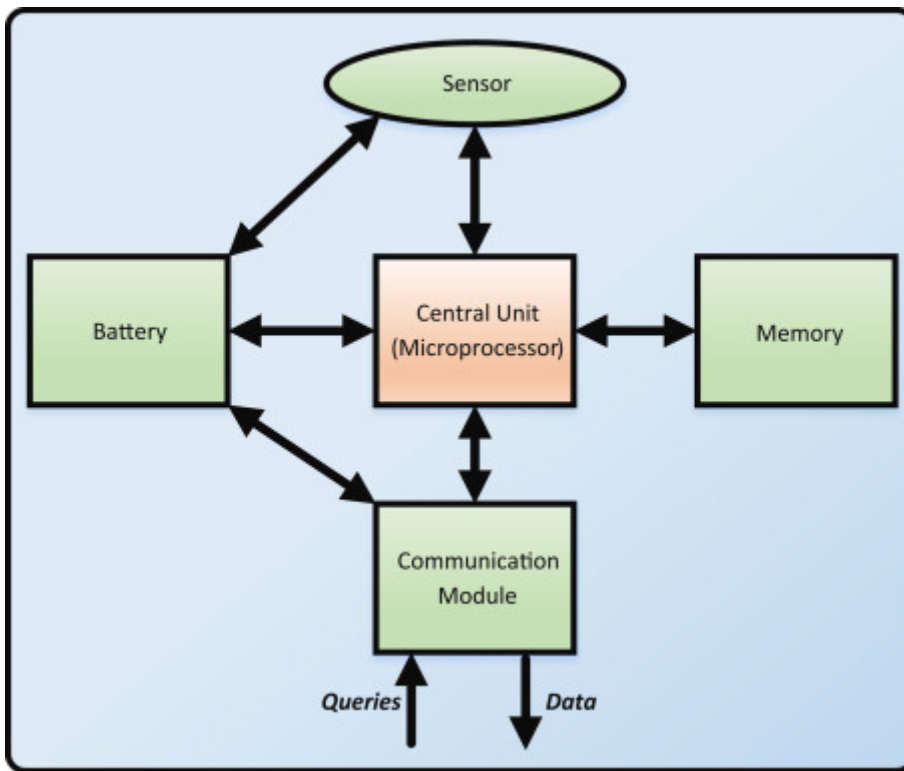 Sensor
Battery
Central Unit
(Microprocessor)
Memory
Communication
Module
Queries
Data